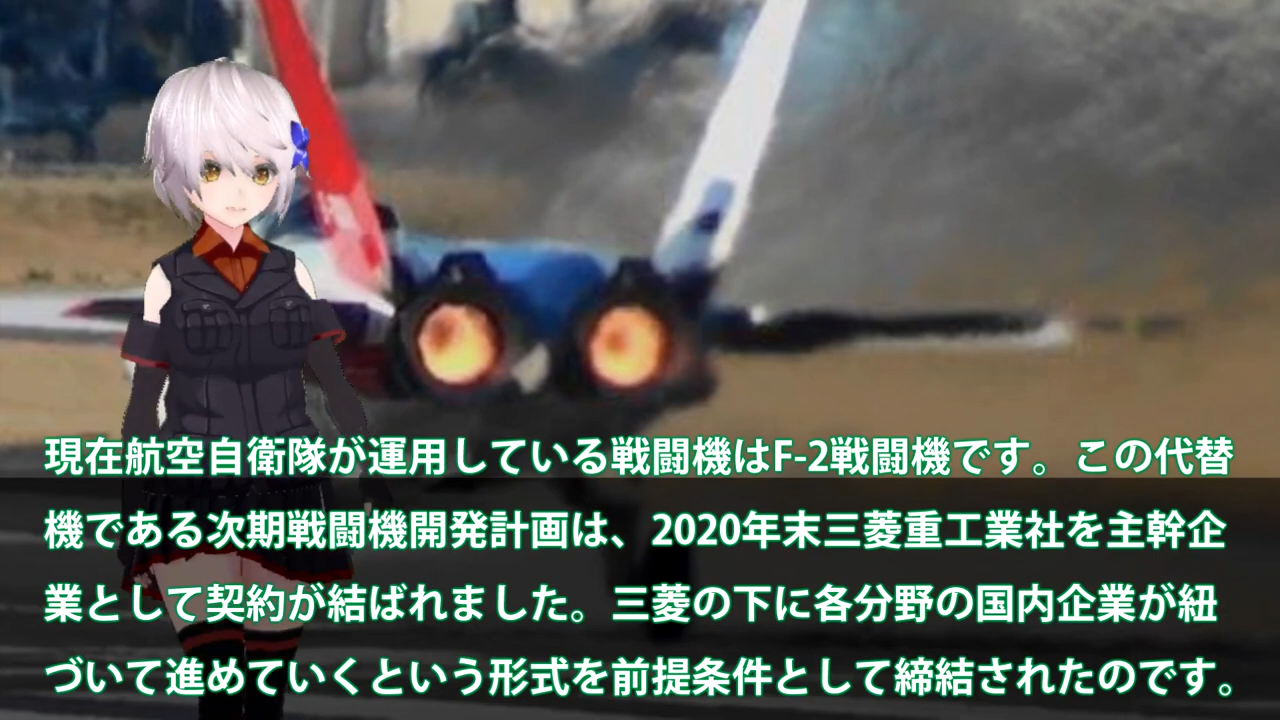 現在航空自衛隊が運用している戦闘機はF-2戦闘機です。この代替
機である次期戦闘機開発計画は、2020年末三菱重工業社を主幹企
業として契約が結ばれました。三菱の下に各分野の国内企業が紐
づいて進めていくという形式を前提条件として締結されたのです。